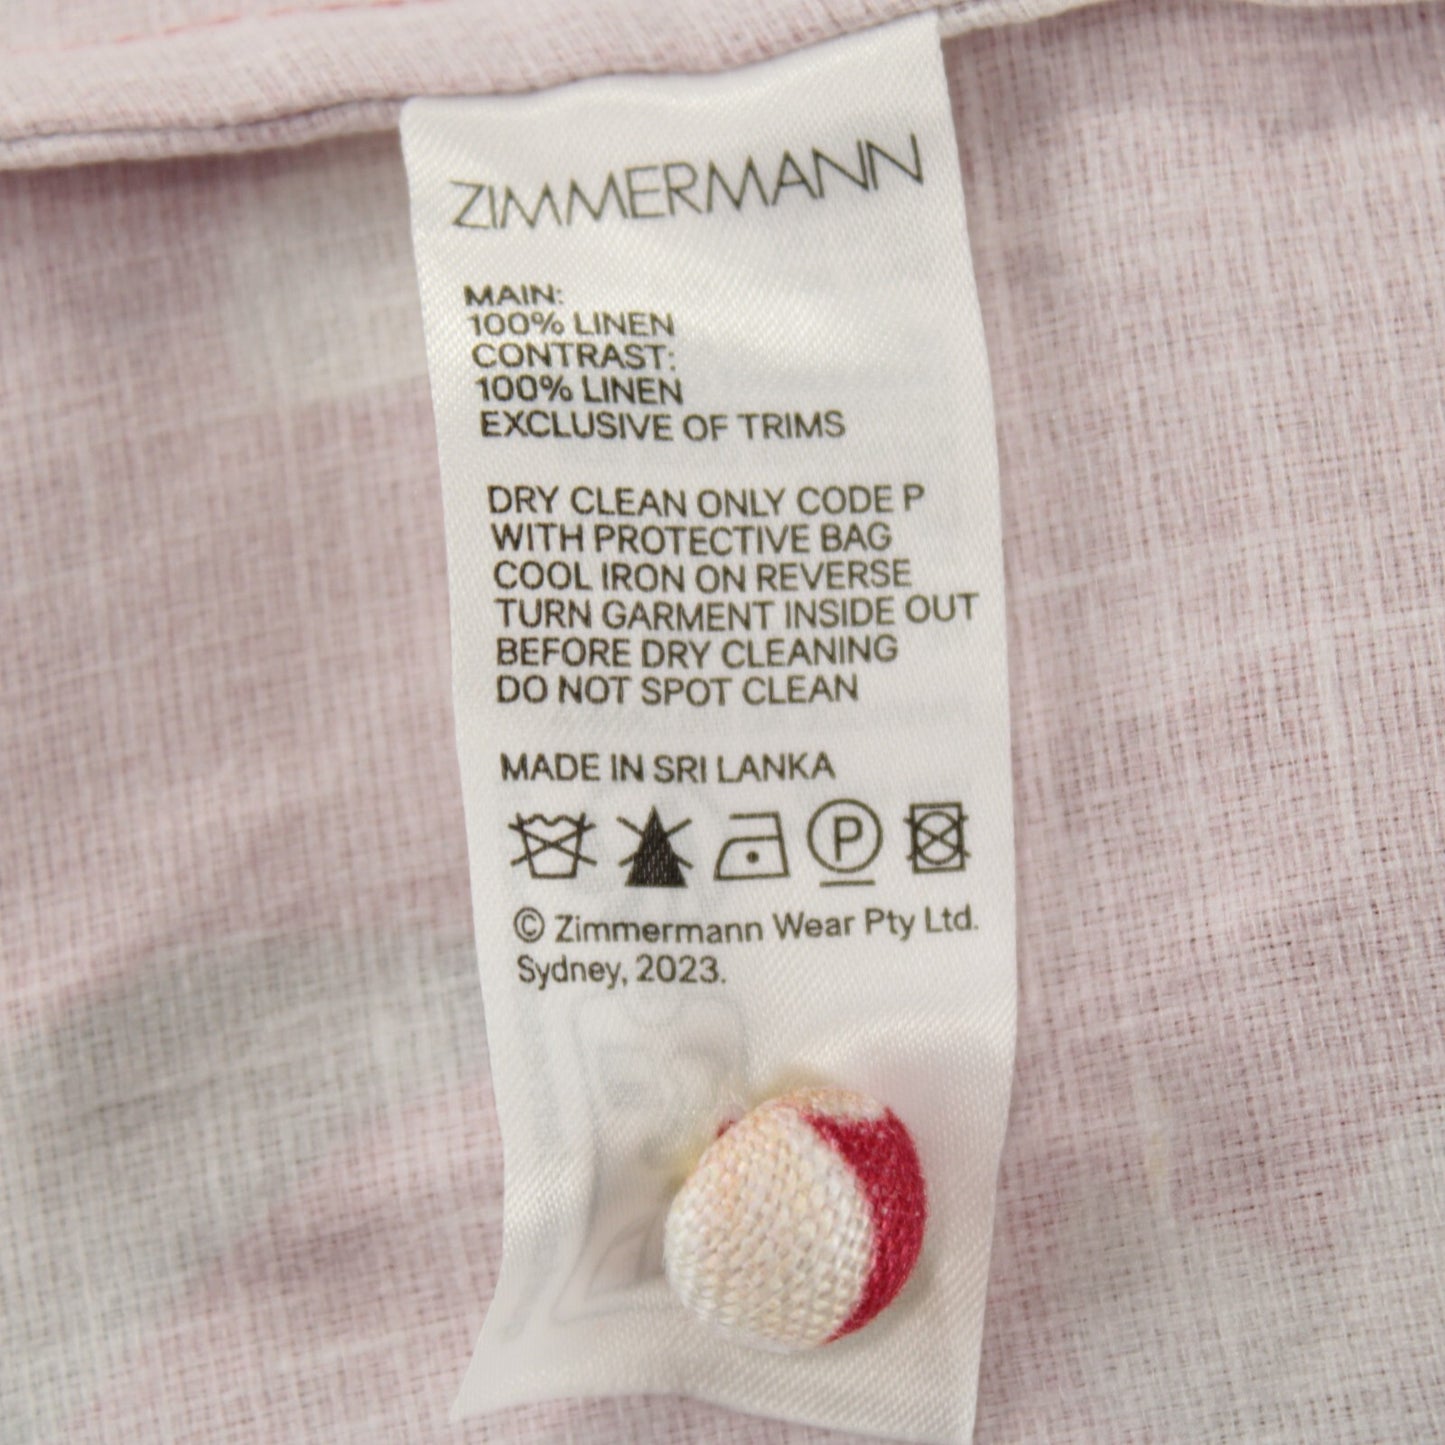 ZIMMERMANN
MAIN:
100% LINEN
CONTRAST:
100% LINEN
EXCLUSIVE OF TRIMS
DRY CLEAN ONLY CODE P
WITH PROTECTIVE BAG
COOL IRON ON REVERSE
TURN GARMENT INSIDE OUT
BEFORE DRY CLEANING
DO NOT SPOT CLEAN
MADE IN SRI LANKA
P
© Zimmermann Wear Pty Ltd.
Sydney, 2023.